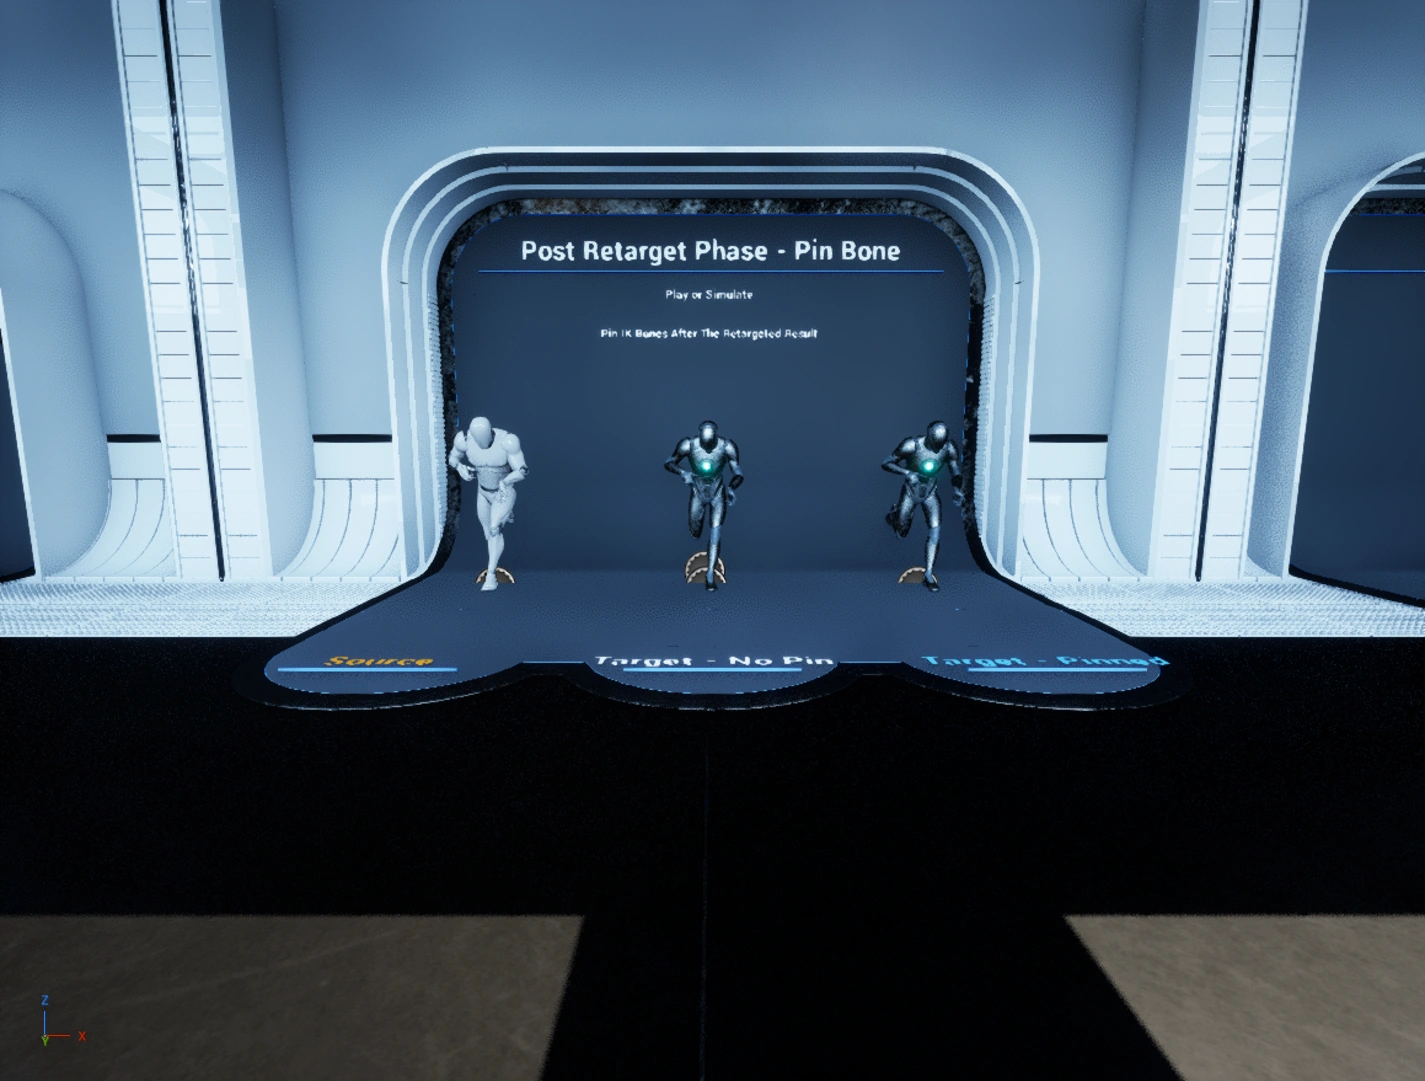 Post Retarget Phase - Pin Bone
Play or Simulate
Pin IK Bones After The Retargeted Result
Source
Target - No Pin
Target - Pinned
Z
X
Y